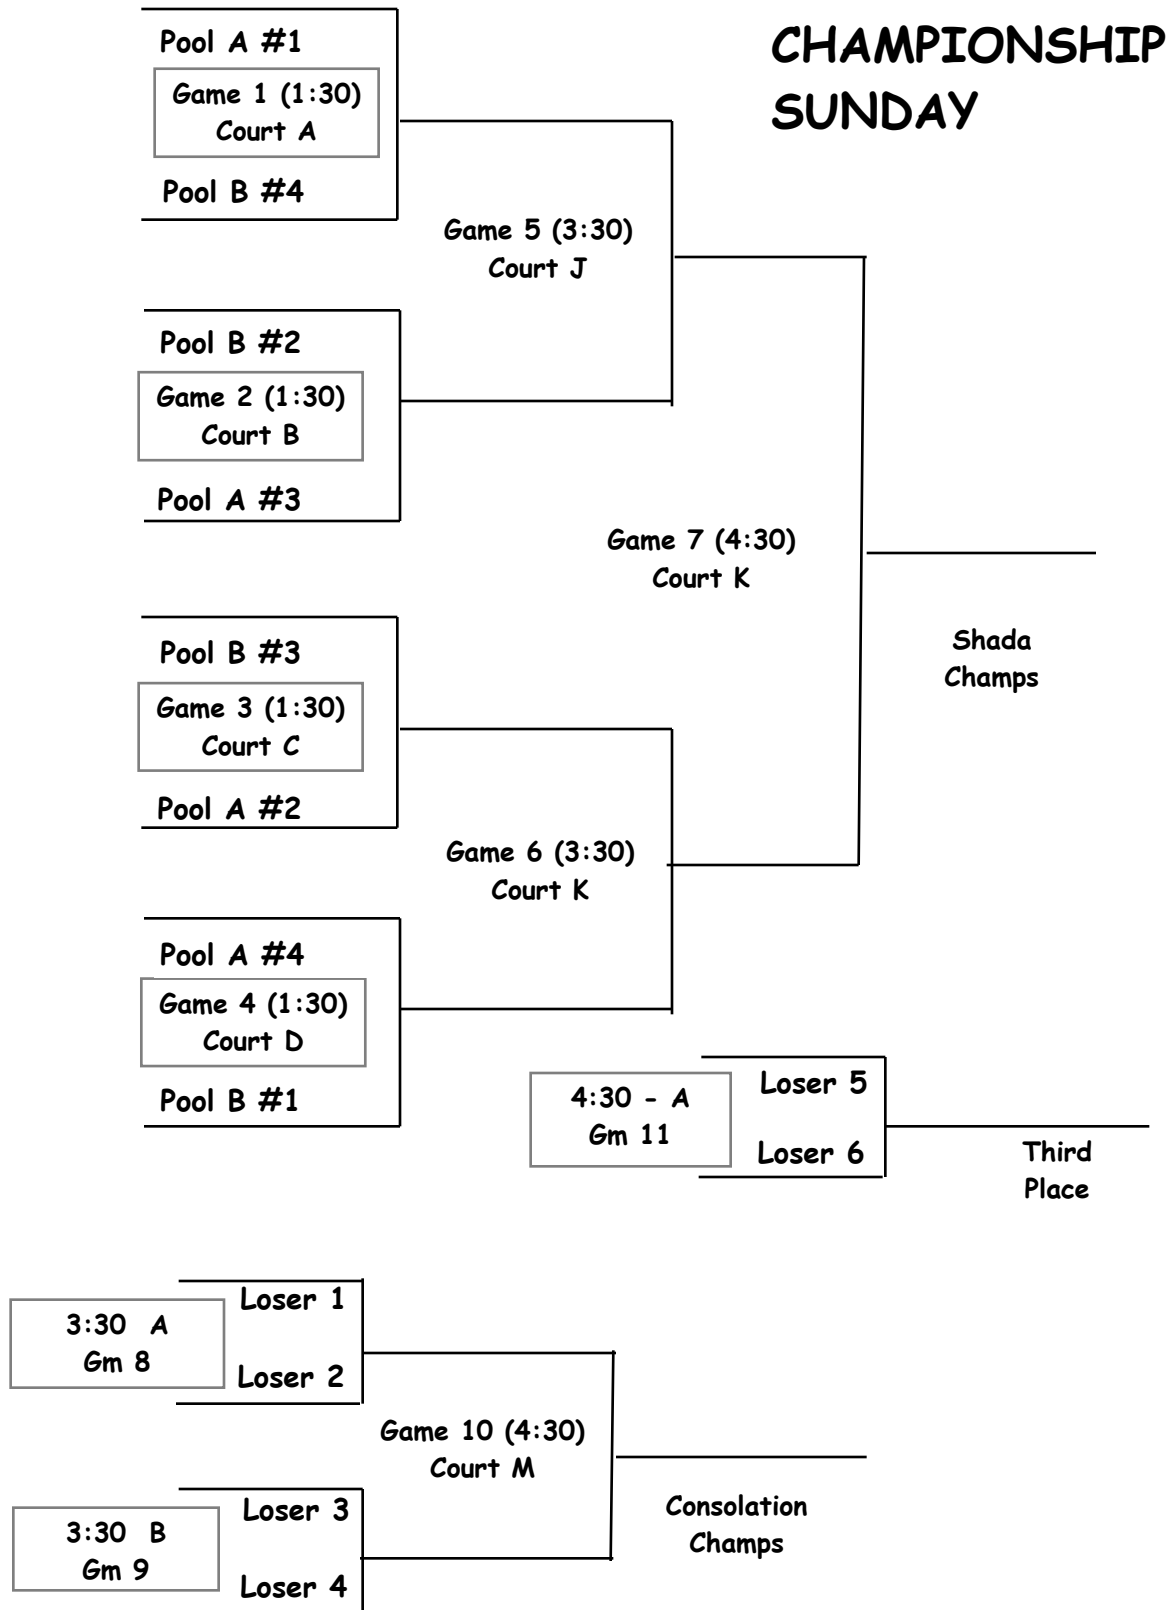 CHAMPIONSHIP
SUNDAY
Pool A #1
Game 1 (1:30)
Court A
Pool B #4
Game 5 (3:30)
Court J
Pool B #2
Game 2 (1:30)
Court B
Pool A #3
Game 7 (4:30)
Court K
Shada
Champs
Pool B #3
Game 3 (1:30)
Court C
Pool A #2
Game 6 (3:30)
Court K
Pool A #4
Game 4 (1:30)
Court D
Pool B #1
4:30 - A
Gm 11
Loser 5
Loser 6
Third
Place
3:30 A
Gm 8
Loser 1
Loser 2
Game 10 (4:30)
Court M
Consolation
Champs
3:30 B
Gm 9
Loser 3
Loser 4